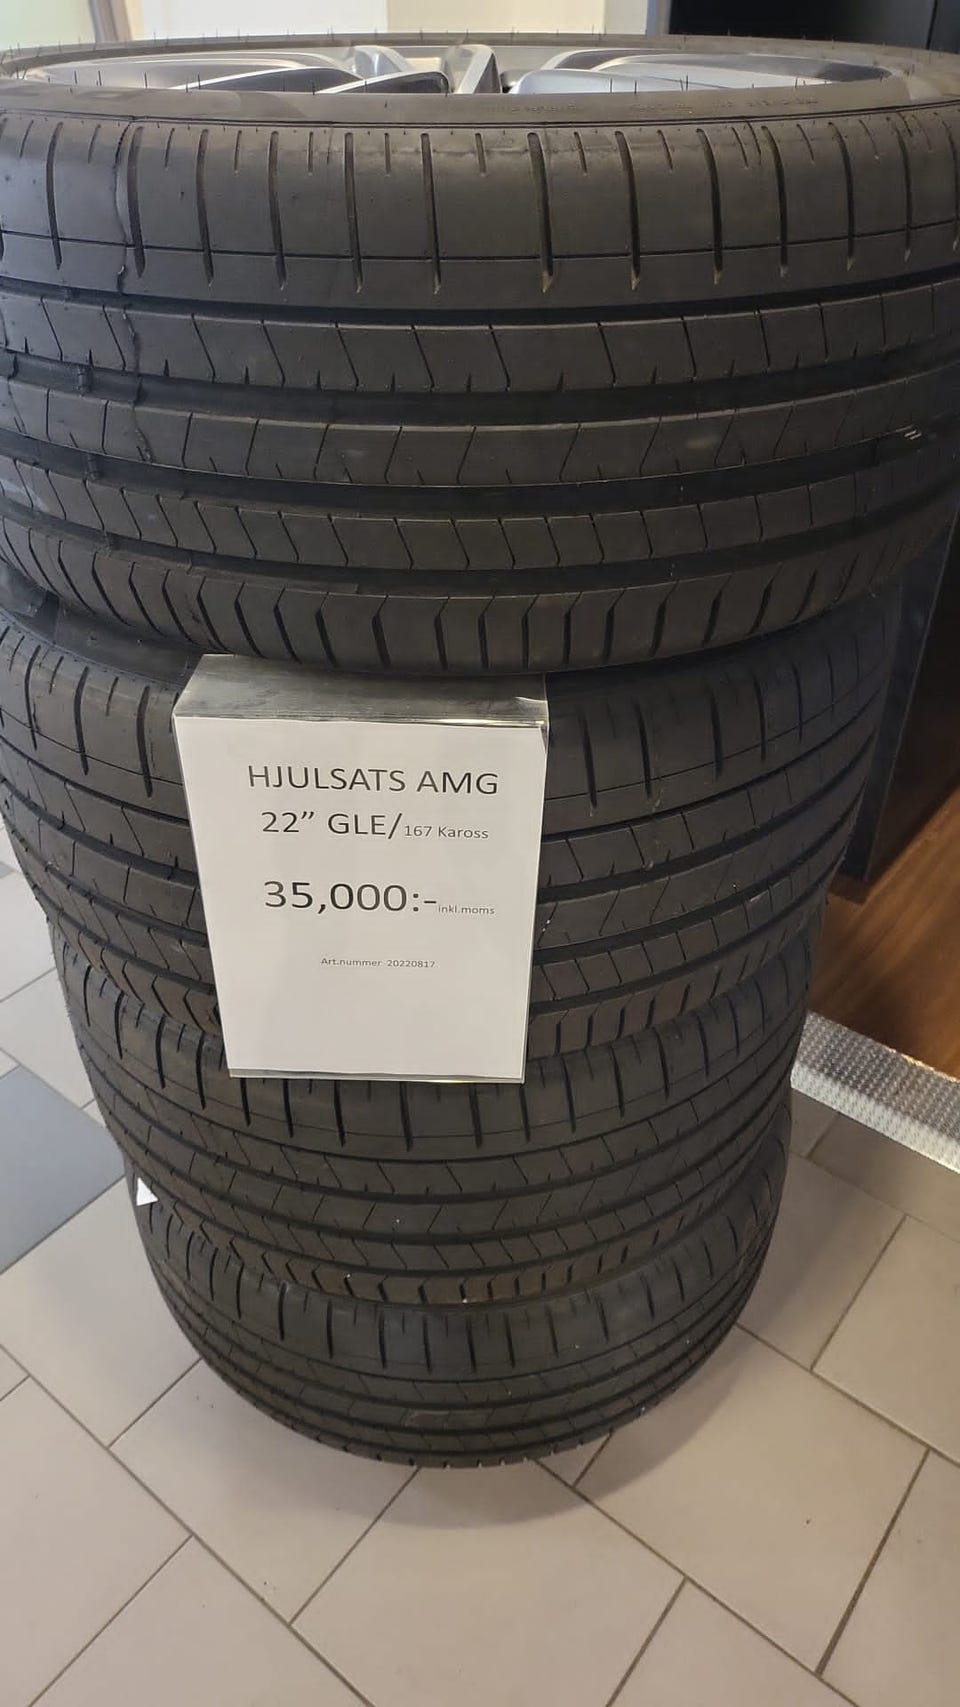 HJULSATS AMG
22” GLE/167 Kaross
35,000:-inkl.moms
Art.nummer 20220817